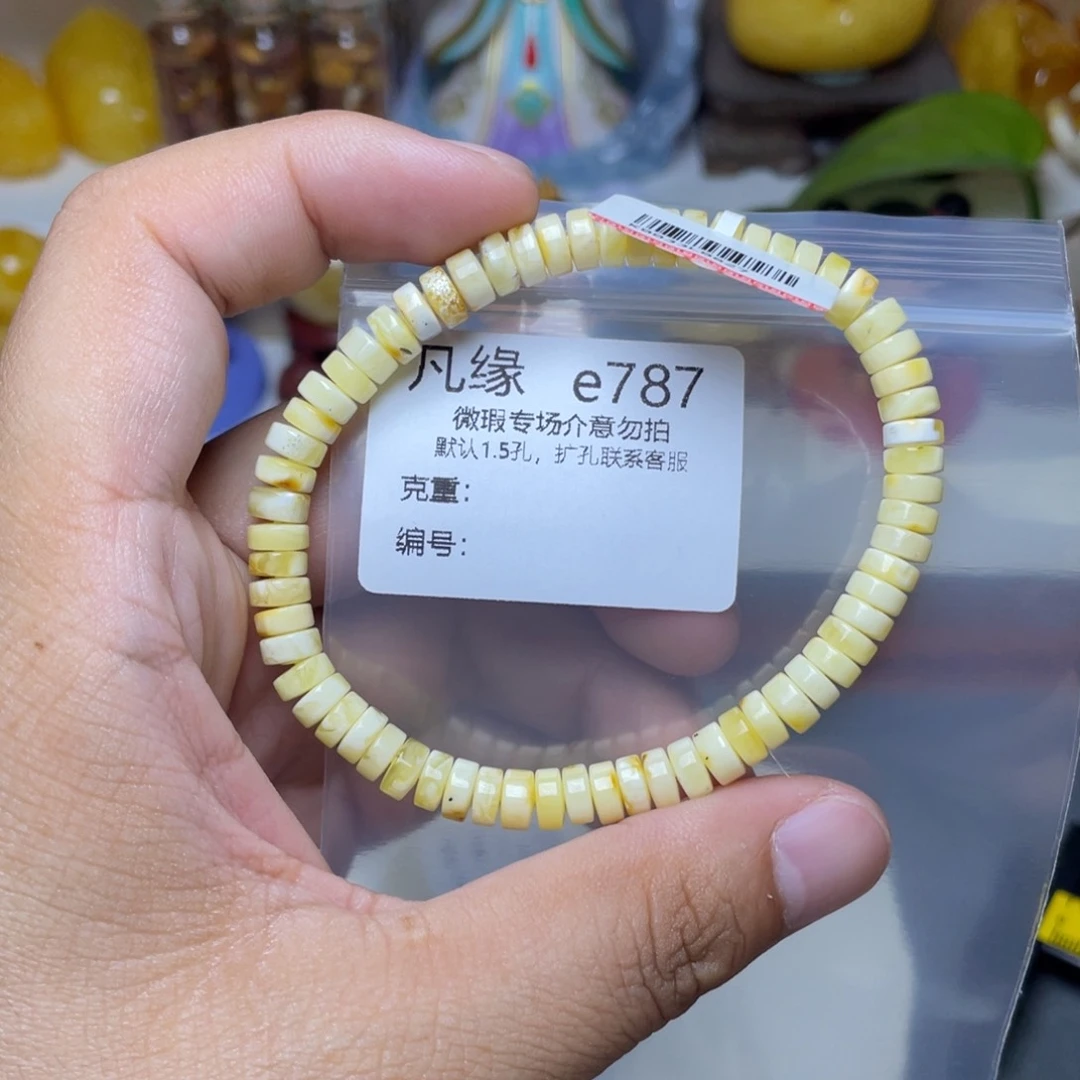 凡缘 e787
微瑕专场介意勿拍
默认1.5孔，扩孔联系客服
克重：
编号：